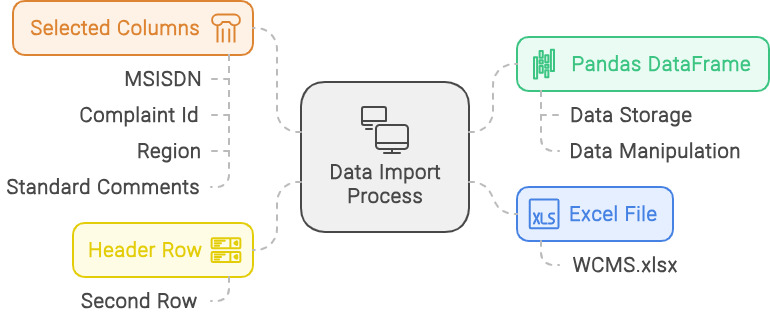 Selected Columns
MSISDN
Complaint Id
Region
Standard Comments
Header Row
Second Row
Data Import
Process
Pandas DataFrame
Data Storage
Data Manipulation
XLS
Excel File
WCMS.xlsx